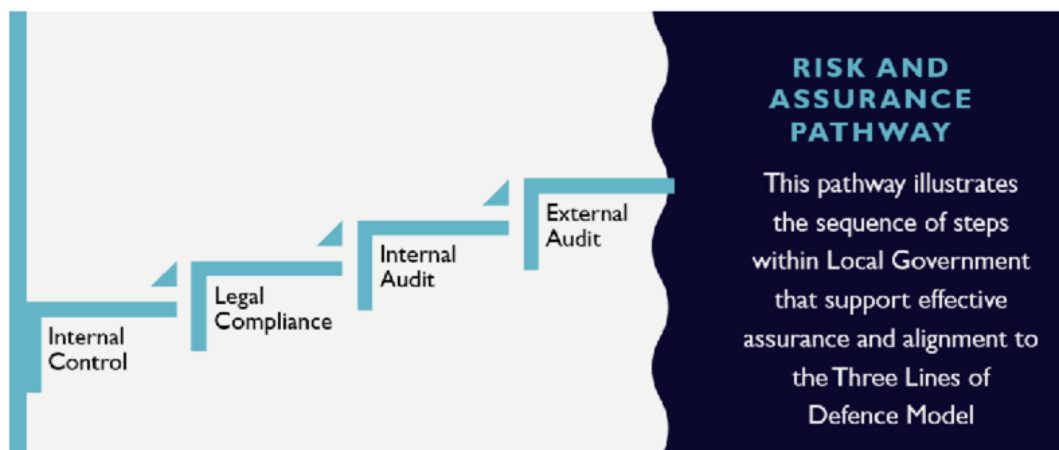 Internal
Control
Legal
Compliance
Internal
Audit
External
Audit
RISK AND
ASSURANCE
PATHWAY
This pathway illustrates
the sequence of steps
within Local Government
that support effective
assurance and alignment to
the Three Lines of
Defence Model